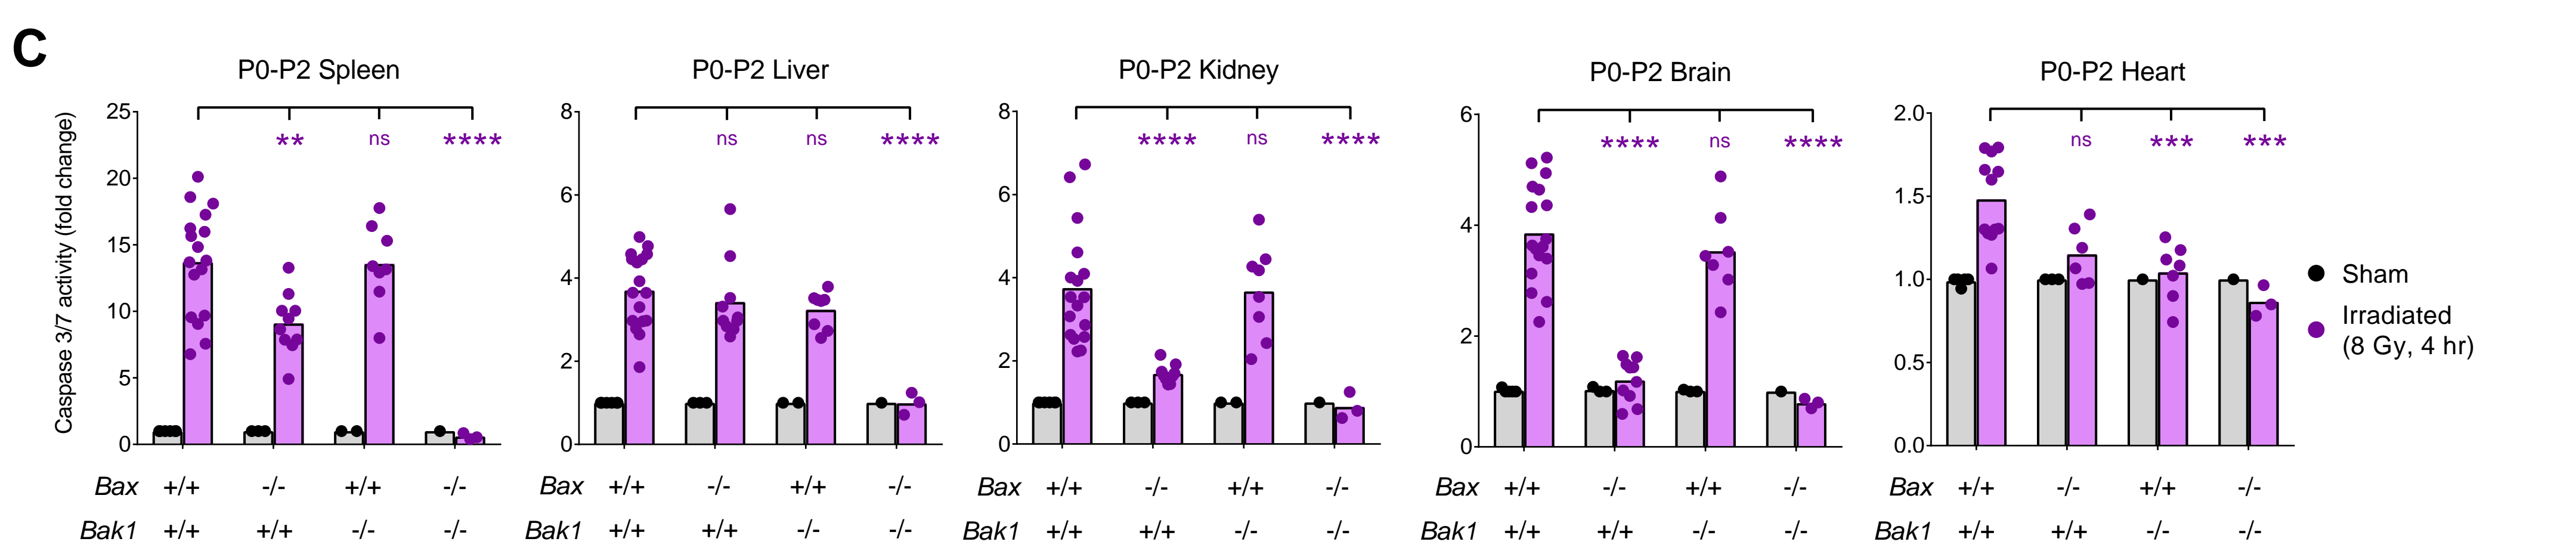 C
P0-P2 Spleen
P0-P2 Liver
P0-P2 Kidney
P0-P2 Brain
P0-P2 Heart
Caspase 3/7 activity (fold change)
25
20
15
10
5
0
** ns ****
8
6
4
2
0
ns ns ****
8
6
4
2
0
**** ns ****
6
4
2
0
**** ns ****
2.0
1.5
1.0
0.5
0.0
ns *** ***
Sham
Irradiated
(8 Gy, 4 hr)
Bax +/+ -/- +/+ -/-
Bak1 +/+ +/+ -/- -/-
Bax +/+ -/- +/+ -/-
Bak1 +/+ +/+ -/- -/-
Bax +/+ -/- +/+ -/-
Bak1 +/+ +/+ -/- -/-
Bax +/+ -/- +/+ -/-
Bak1 +/+ +/+ -/- -/-
Bax +/+ -/- +/+ -/-
Bak1 +/+ +/+ -/- -/-